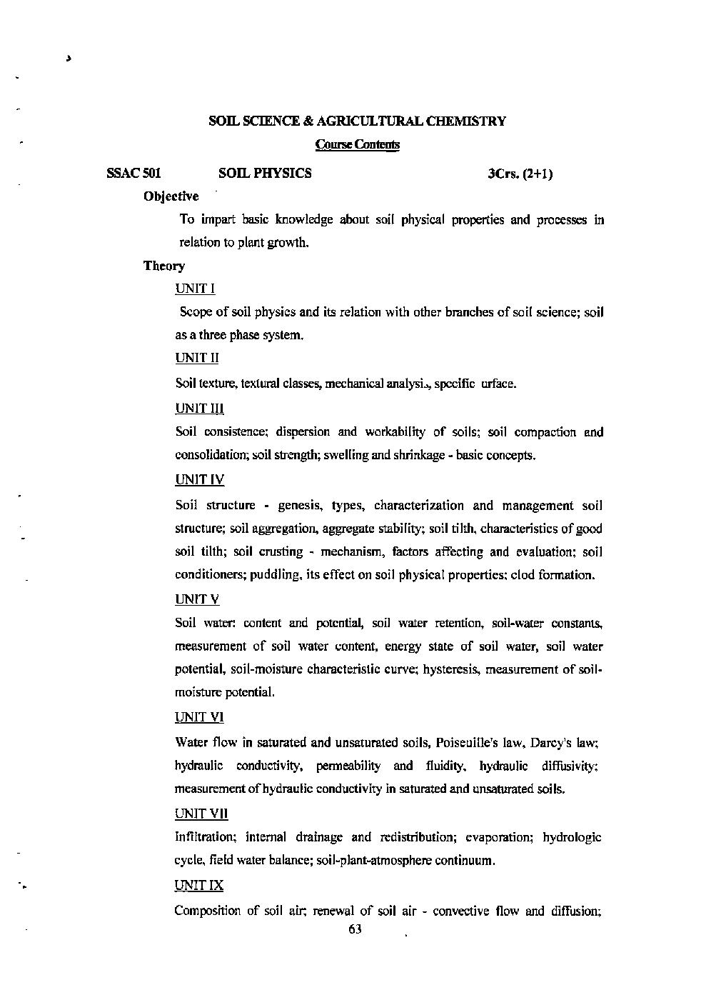 SOIL SCIENCE & AGRICULTURAL CHEMISTRY
Course Contents
SSAC 501 SOIL PHYSICS 3Crs. (2+1)
Objective
To impart basic knowledge about soil physical properties and processes in
relation to plant growth.
Theory
UNIT I
Scope of soil physics and its relation with other branches of soil science; soil
as a three phase system.
UNIT II
Soil texture, textural classes, mechanical analysi., specific urface.
UNIT III
Soil consistence; dispersion and workability of soils; soil compaction and
consolidation; soil strength; swelling and shrinkage - basic concepts.
UNIT IV
Soil structure - genesis, types, characterization and management soil
structure; soil aggregation, aggregate stability; soil tilth, characteristics of good
soil tilth; soil crusting - mechanism, factors affecting and evaluation; soil
conditioners; puddling, its effect on soil physical properties; clod formation.
UNIT V
Soil water: content and potential, soil water retention, soil-water constants,
measurement of soil water content, energy state of soil water, soil water
potential, soil-moisture characteristic curve; hysteresis, measurement of soil-
moisture potential.
UNIT VI
Water flow in saturated and unsaturated soils, Poiseuille's law, Darcy's law;
hydraulic conductivity, permeability and fluidity, hydraulic diffusivity;
measurement of hydraulic conductivity in saturated and unsaturated soils.
UNIT VII
Infiltration; internal drainage and redistribution; evaporation; hydrologic
cycle, field water balance; soil-plant-atmosphere continuum.
UNIT IX
Composition of soil air; renewal of soil air - convective flow and diffusion;
63